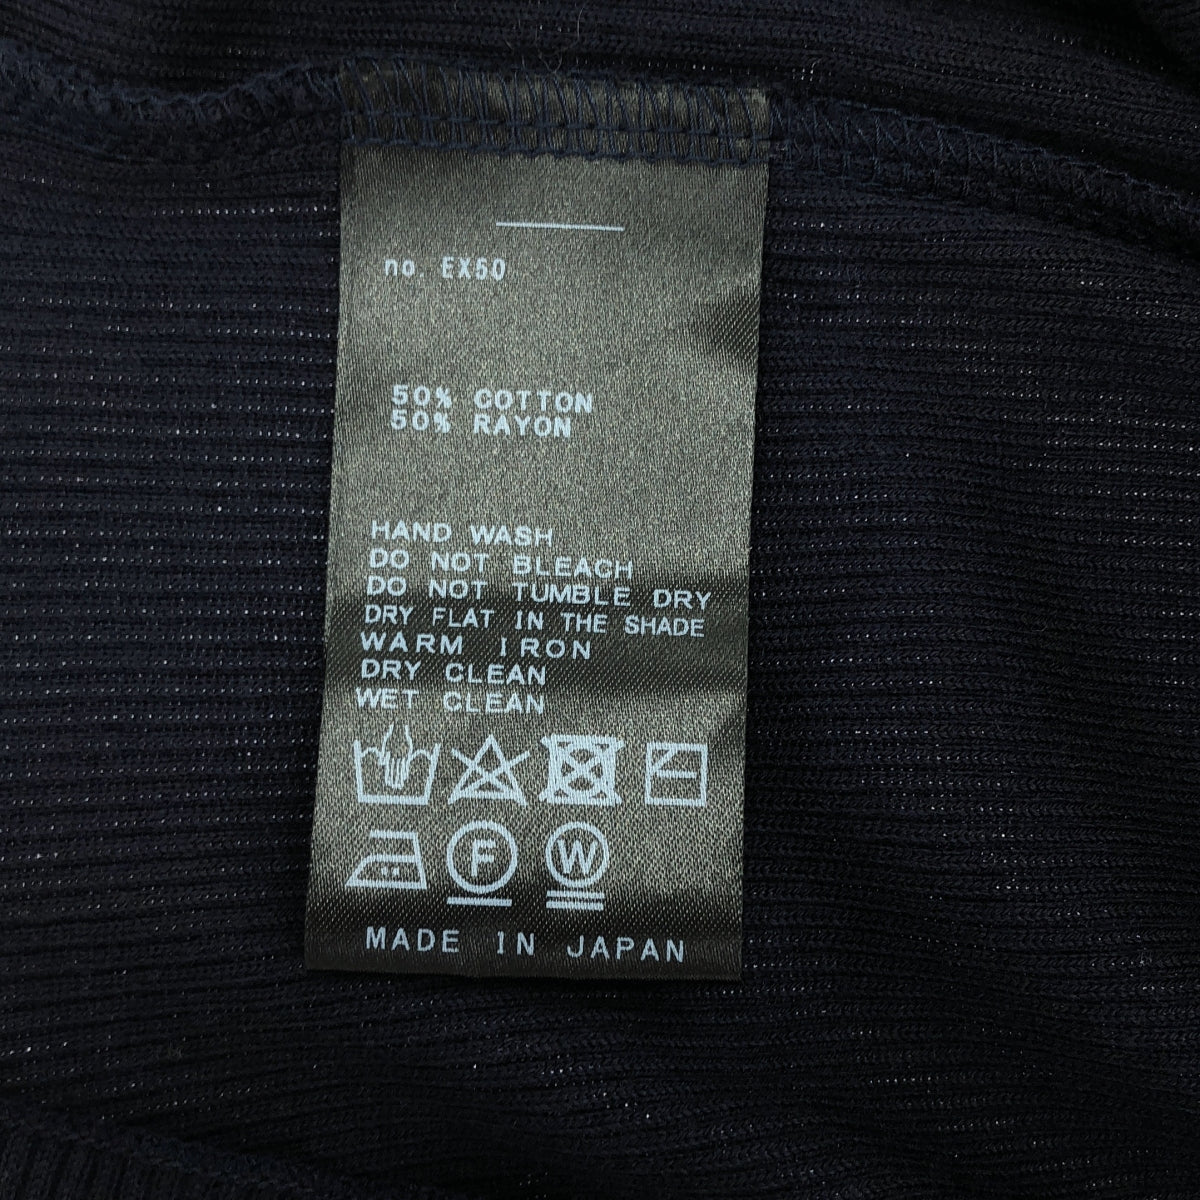 no. EX50
50% COTTON
50% RAYON
HAND WASH
DO NOT BLEACH
DO NOT TUMBLE DRY
DRY FLAT IN THE SHADE
WARM IRON
DRY CLEAN
WET CLEAN
F W
MADE IN JAPAN